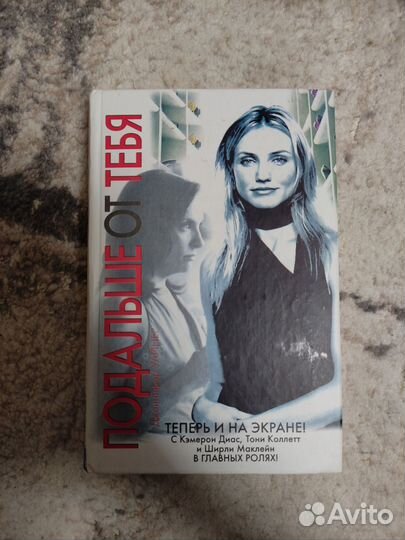 ПОДАЛЬШЕ ОТ ТЕБЯ
ТЕПЕРЬ И НА ЭКРАНЕ!
С Кэмерон Диас, Тони Коллетт
и Ширли Маклейн
В ГЛАВНЫХ РОЛЯХ!
Avito